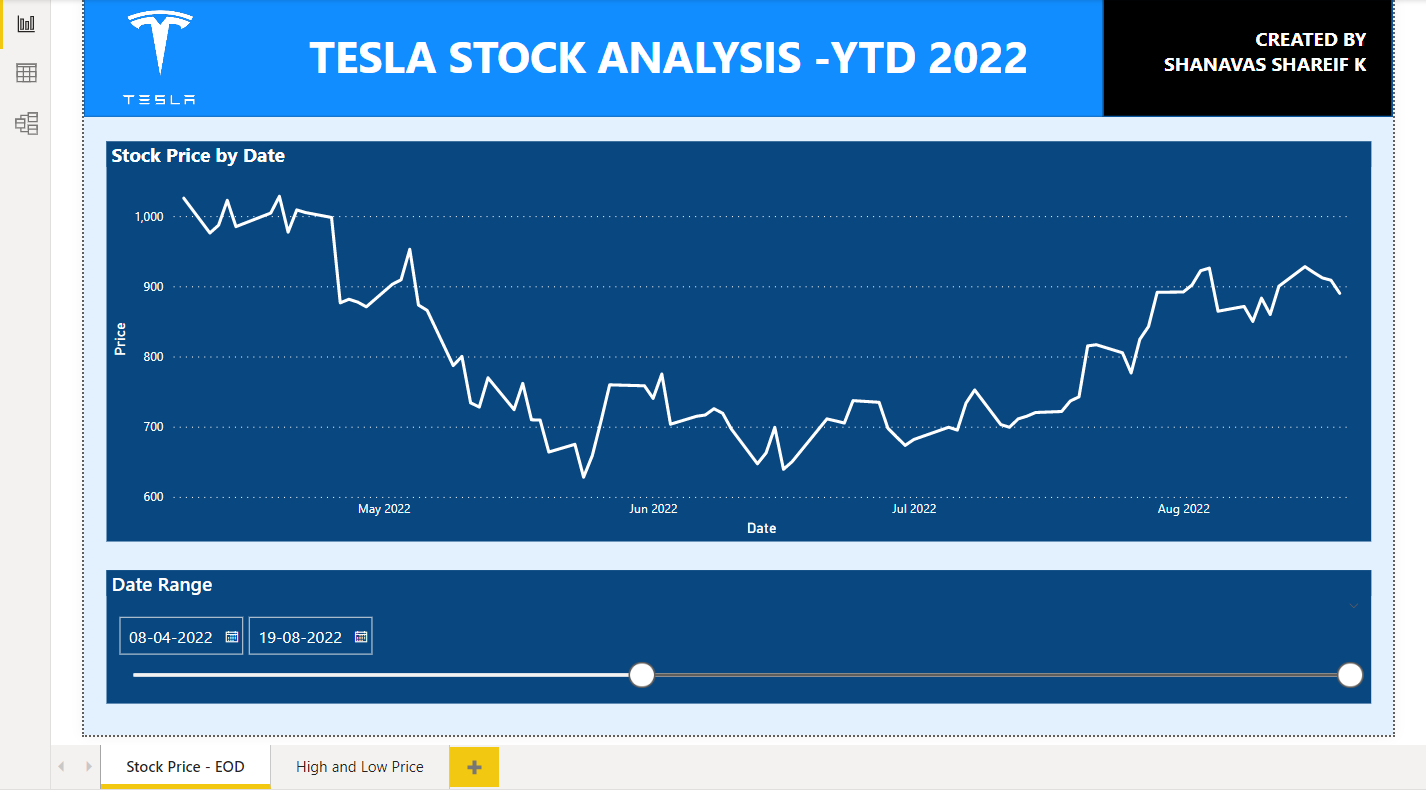 TESLA
TESLA STOCK ANALYSIS -YTD 2022
CREATED BY
SHANAVAS SHAREIF K
Stock Price by Date
1,000
900
800
700
600
Price
May 2022
Jun 2022
Jul 2022
Aug 2022
Date
Date Range
08-04-2022
19-08-2022
Stock Price - EOD
High and Low Price